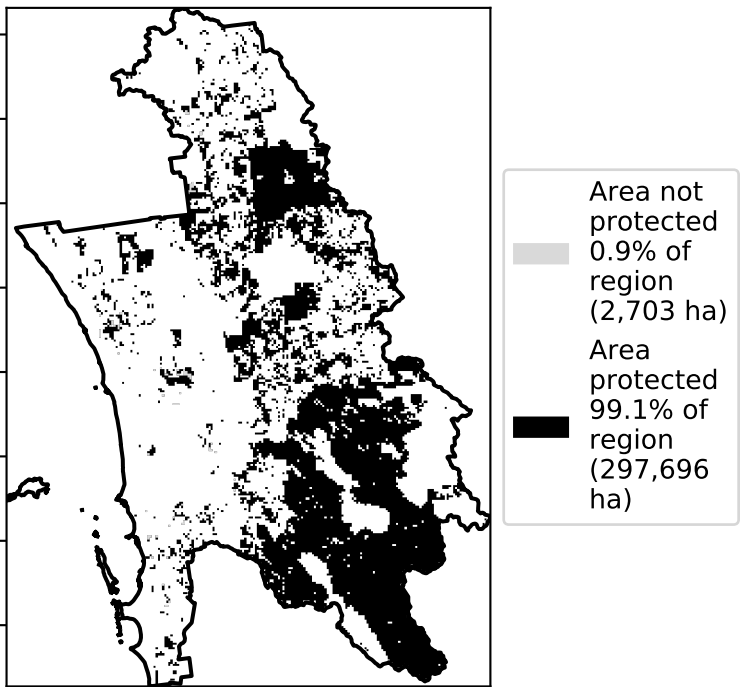 Area not
protected
0.9% of
region
(2,703 ha)
Area
protected
99.1% of
region
(297,696
ha)